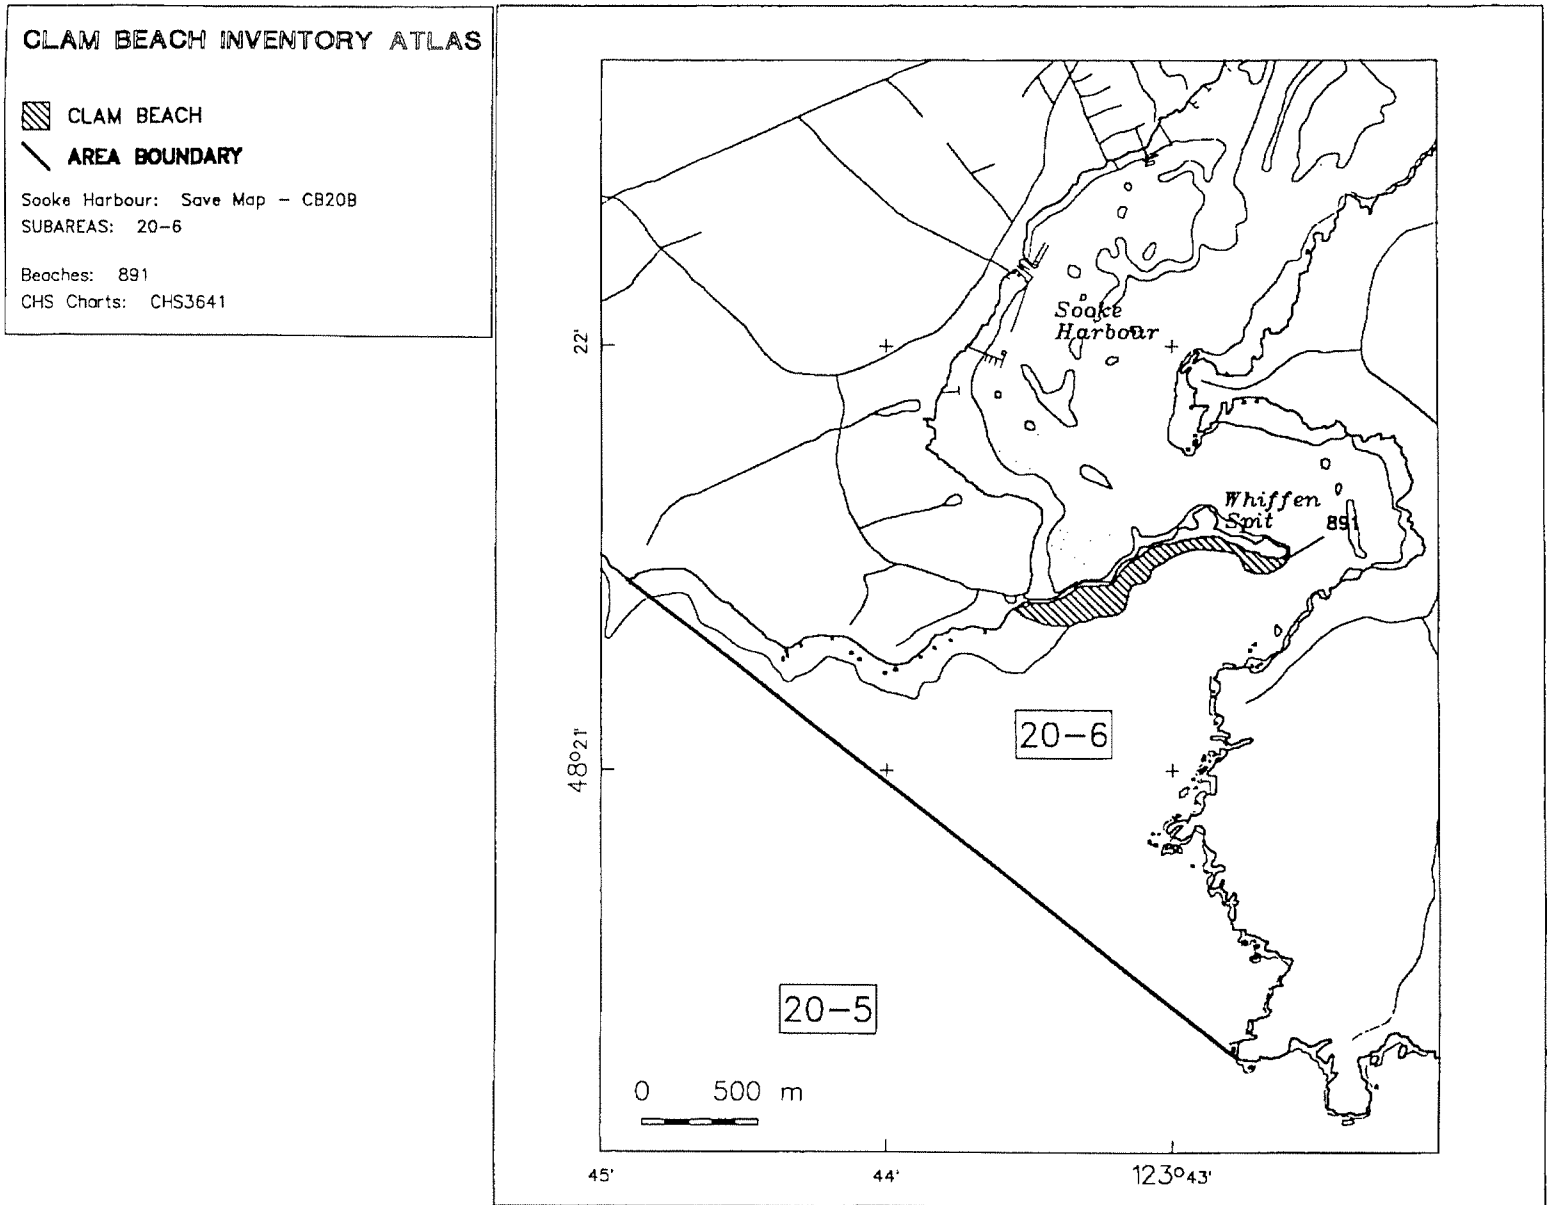 CLAM BEACH INVENTORY ATLAS
CLAM BEACH
AREA BOUNDARY
Sooke Harbour: Save Map - CB20B
SUBAREAS: 20-6
Beaches: 891
CHS Charts: CHS3641
Sooke
Harbour
22'
Whiffen
Spit
891
20-6
48°21'
20-5
0 500 m
45' 44' 123°43'